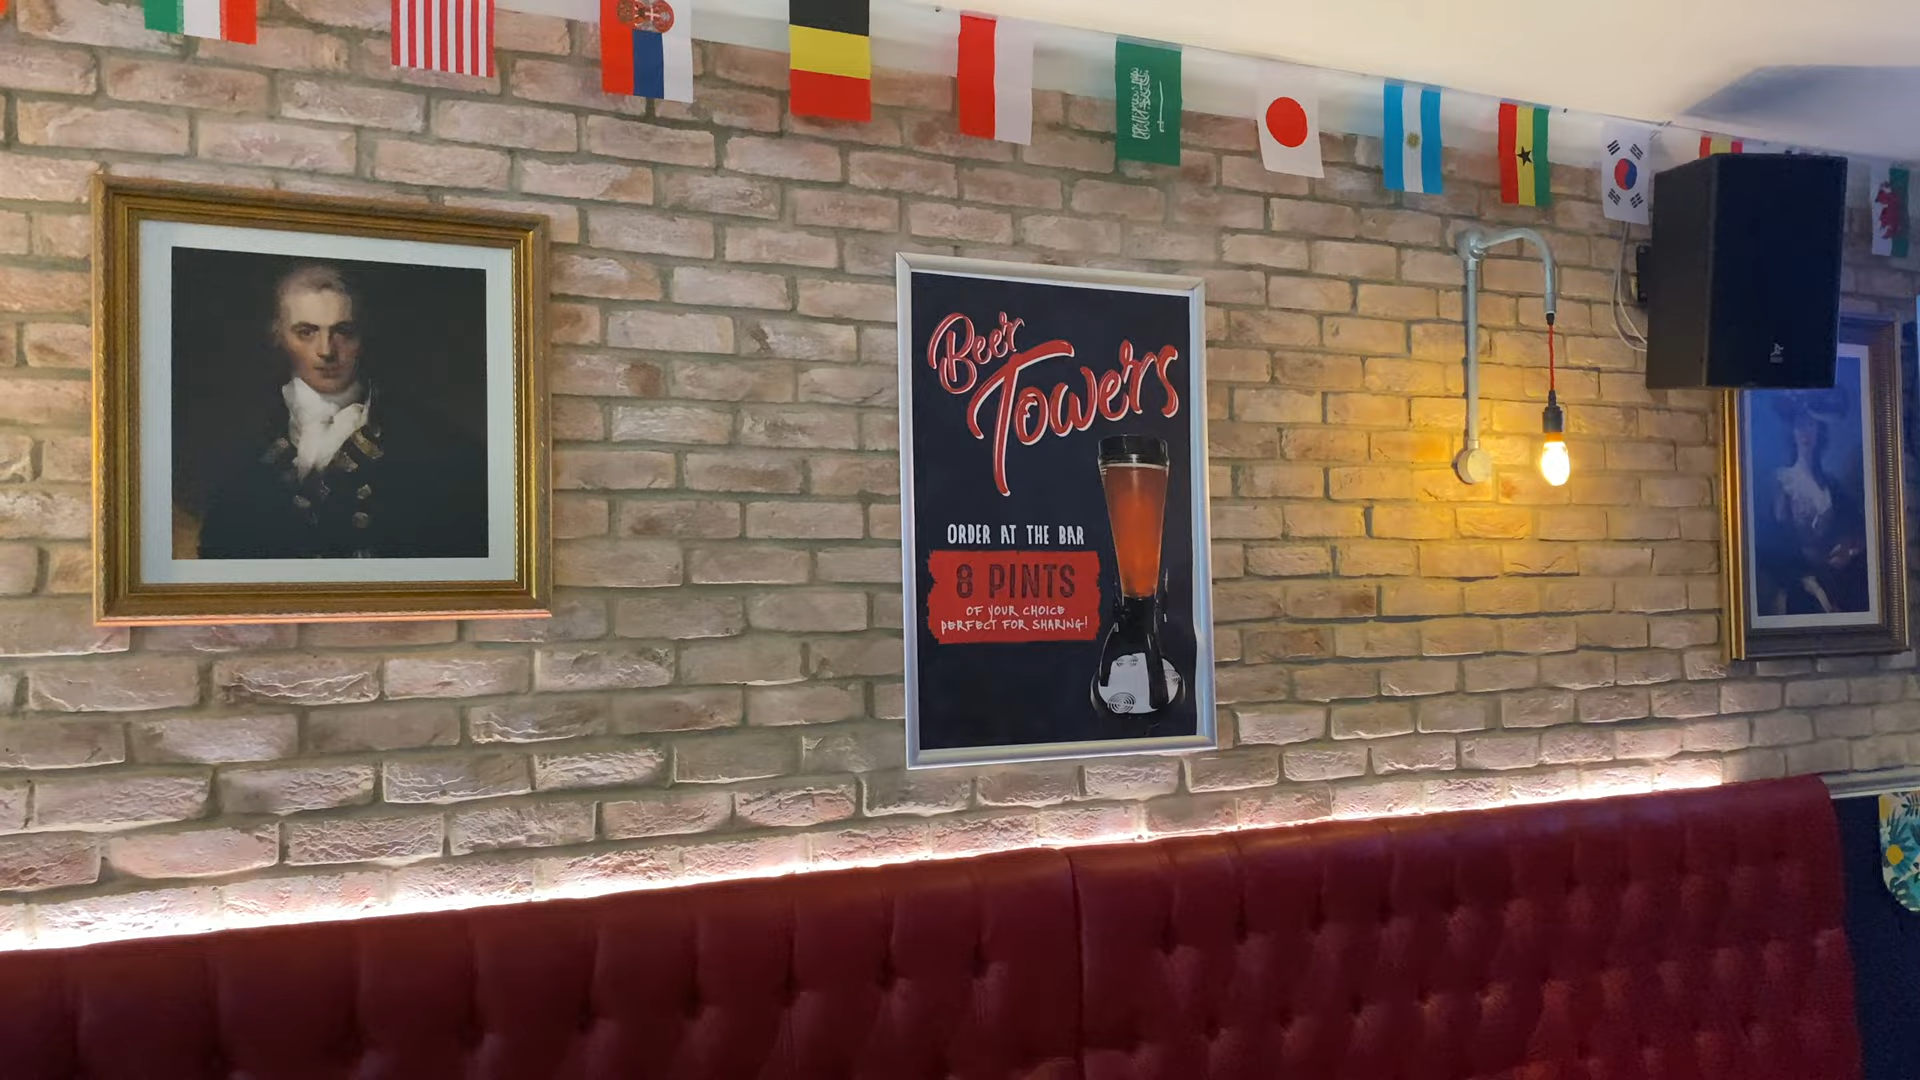 Beer
Towers
ORDER AT THE BAR
8 PINTS
OF YOUR CHOICE
PERFECT FOR SHARING!